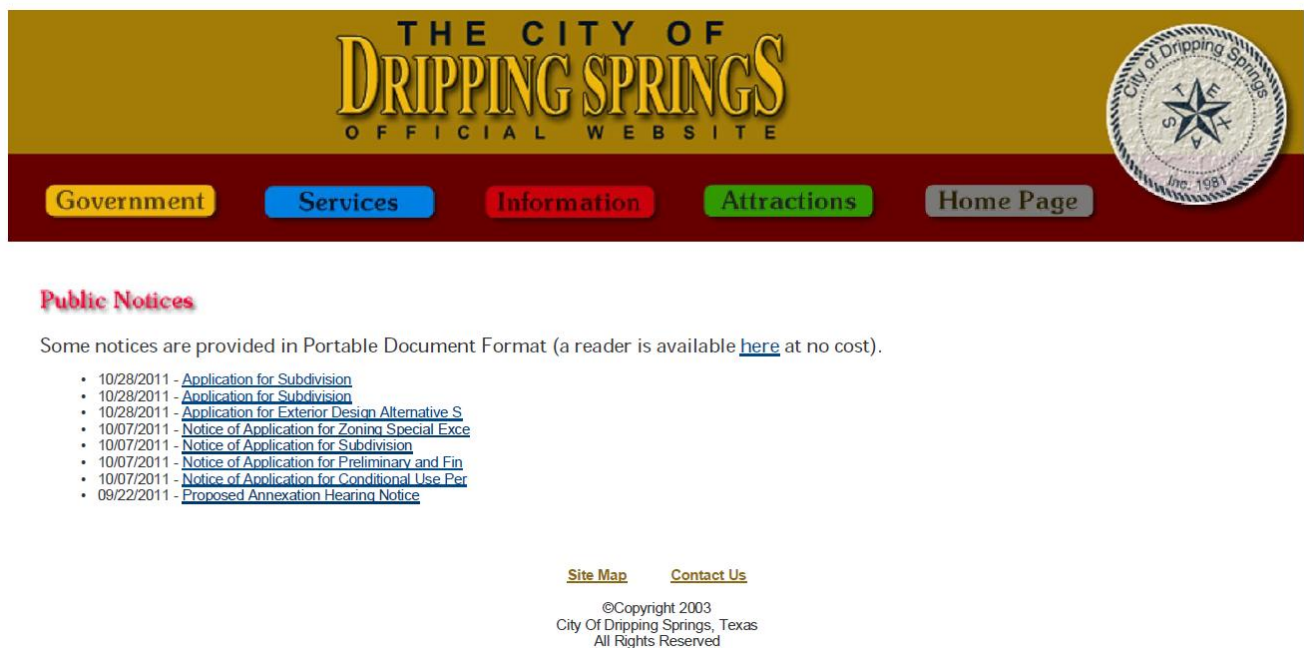 THE CITY OF
DRIPPING SPRINGS
OFFICIAL WEBSITE
City of Dripping Springs
TEXAS
Inc. 1981
Government
Services
Information
Attractions
Home Page
Public Notices
Some notices are provided in Portable Document Format (a reader is available here at no cost).
• 10/28/2011 - Application for Subdivision
• 10/28/2011 - Application for Subdivision
• 10/28/2011 - Application for Exterior Design Alternative S
• 10/07/2011 - Notice of Application for Zoning Special Exce
• 10/07/2011 - Notice of Application for Subdivision
• 10/07/2011 - Notice of Application for Preliminary and Fin
• 10/07/2011 - Notice of Application for Conditional Use Per
• 09/22/2011 - Proposed Annexation Hearing Notice
Site Map
Contact Us
©Copyright 2003
City Of Dripping Springs, Texas
All Rights Reserved